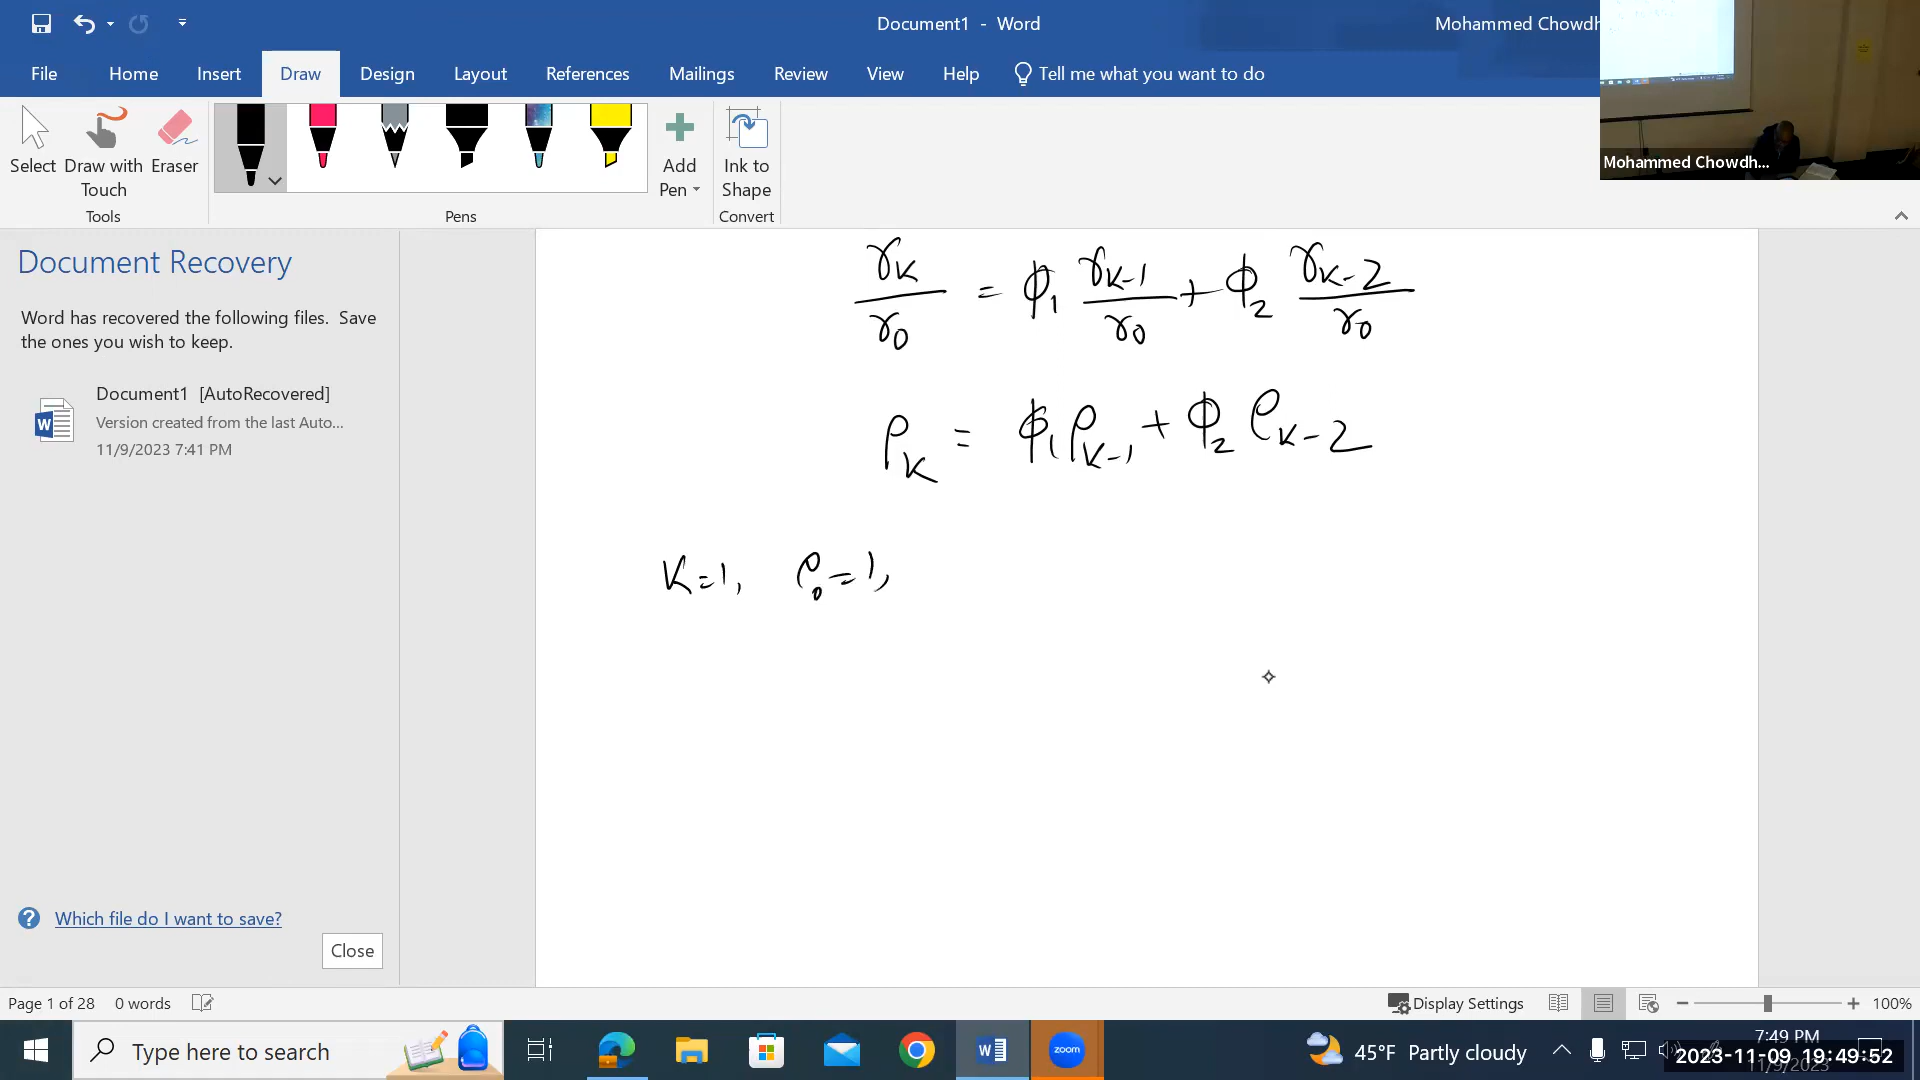 Document1 - Word
Mohammed Chowdh
File Home Insert Draw Design Layout References Mailings Review View Help Tell me what you want to do
Select Draw with Touch Eraser
Tools
Pens
Add Pen
Ink to Shape
Convert
Mohammed Chowdh...
Document Recovery
Word has recovered the following files. Save
the ones you wish to keep.
Document1 [AutoRecovered]
Version created from the last Auto...
11/9/2023 7:41 PM
γk/γ0 = ϕ1 γk-1/γ0 + ϕ2 γk-2/γ0
ρk = ϕ1 ρk-1 + ϕ2 ρk-2
K=1, ρ0=1,
Which file do I want to save?
Close
Page 1 of 28 0 words
Display Settings
100%
Type here to search
zoom
45°F Partly cloudy
7:49 PM
2023-11-09 19:49:52
11/9/2023